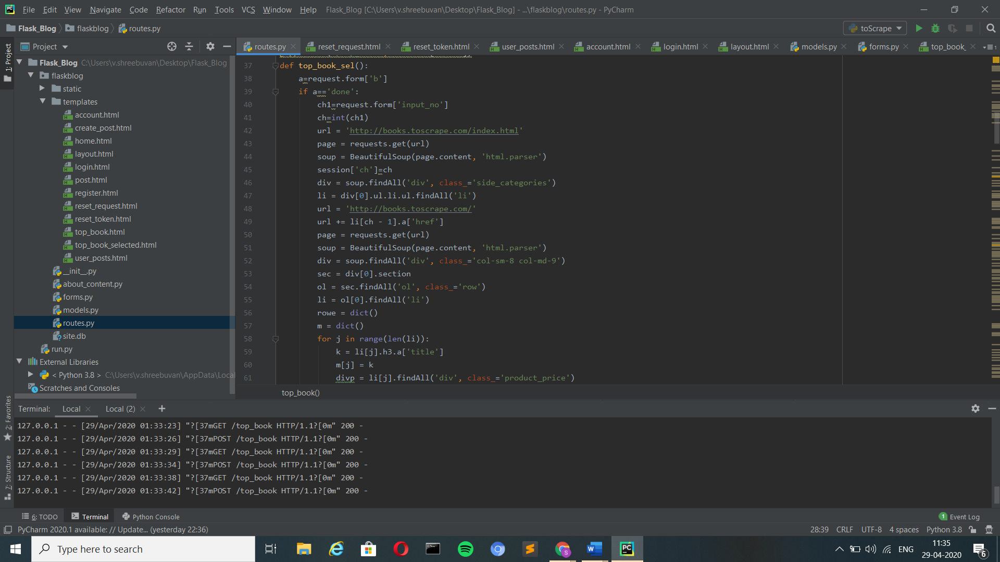 File Edit View Navigate Code Refactor Run Tools VCS Window Help Flask_Blog [C:\Users\v.shreebuvan\Desktop\Flask_Blog] - ...\flaskblog\routes.py - PyCharm
Flask_Blog flaskblog routes.py toScrape
Project routes.py reset_request.html reset_token.html user_posts.html account.html login.html layout.html models.py forms.py top_book_ 1
1: Project
Flask_Blog C:\Users\v.shreebuvan\Desktop\Flask_Blog
flaskblog
static
templates
account.html
create_post.html
home.html
layout.html
login.html
post.html
register.html
reset_request.html
reset_token.html
top_book.html
top_book_selected.html
user_posts.html
__init__.py
about_content.py
forms.py
models.py
routes.py
site.db
run.py
External Libraries
< Python 3.8 > C:\Users\v.shreebuvan\AppData\Local
Scratches and Consoles
37 def top_book_sel():
38 a=request.form['b']
39 if a=='done':
40 ch1=request.form['input_no']
41 ch=int(ch1)
42 url = 'http://books.toscrape.com/index.html'
43 page = requests.get(url)
44 soup = BeautifulSoup(page.content, 'html.parser')
45 session['ch']=ch
46 div = soup.findAll('div', class_='side_categories')
47 li = div[0].ul.li.ul.findAll('li')
48 url = 'http://books.toscrape.com/'
49 url += li[ch - 1].a['href']
50 page = requests.get(url)
51 soup = BeautifulSoup(page.content, 'html.parser')
52 div = soup.findAll('div', class_='col-sm-8 col-md-9')
53 sec = div[0].section
54 ol = sec.findAll('ol', class_='row')
55 li = ol[0].findAll('li')
56 rowe = dict()
57 m = dict()
58 for j in range(len(li)):
59 k = li[j].h3.a['title']
60 m[j] = k
61 divp = li[j].findAll('div', class_='product_price')
top_book()
2: Favorites
7: Structure
Terminal: Local Local (2) +
127.0.0.1 - - [29/Apr/2020 01:33:23] "?[37mGET /top_book HTTP/1.1?[0m" 200 -
127.0.0.1 - - [29/Apr/2020 01:33:26] "?[37mPOST /top_book HTTP/1.1?[0m" 200 -
127.0.0.1 - - [29/Apr/2020 01:33:29] "?[37mGET /top_book HTTP/1.1?[0m" 200 -
127.0.0.1 - - [29/Apr/2020 01:33:34] "?[37mPOST /top_book HTTP/1.1?[0m" 200 -
127.0.0.1 - - [29/Apr/2020 01:33:38] "?[37mGET /top_book HTTP/1.1?[0m" 200 -
127.0.0.1 - - [29/Apr/2020 01:33:42] "?[37mPOST /top_book HTTP/1.1?[0m" 200 -
6: TODO Terminal Python Console 1 Event Log
PyCharm 2020.1 available: // Update... (yesterday 22:36) 28:39 CRLF UTF-8 4 spaces Python 3.8
Type here to search ENG 11:35
29-04-2020 6